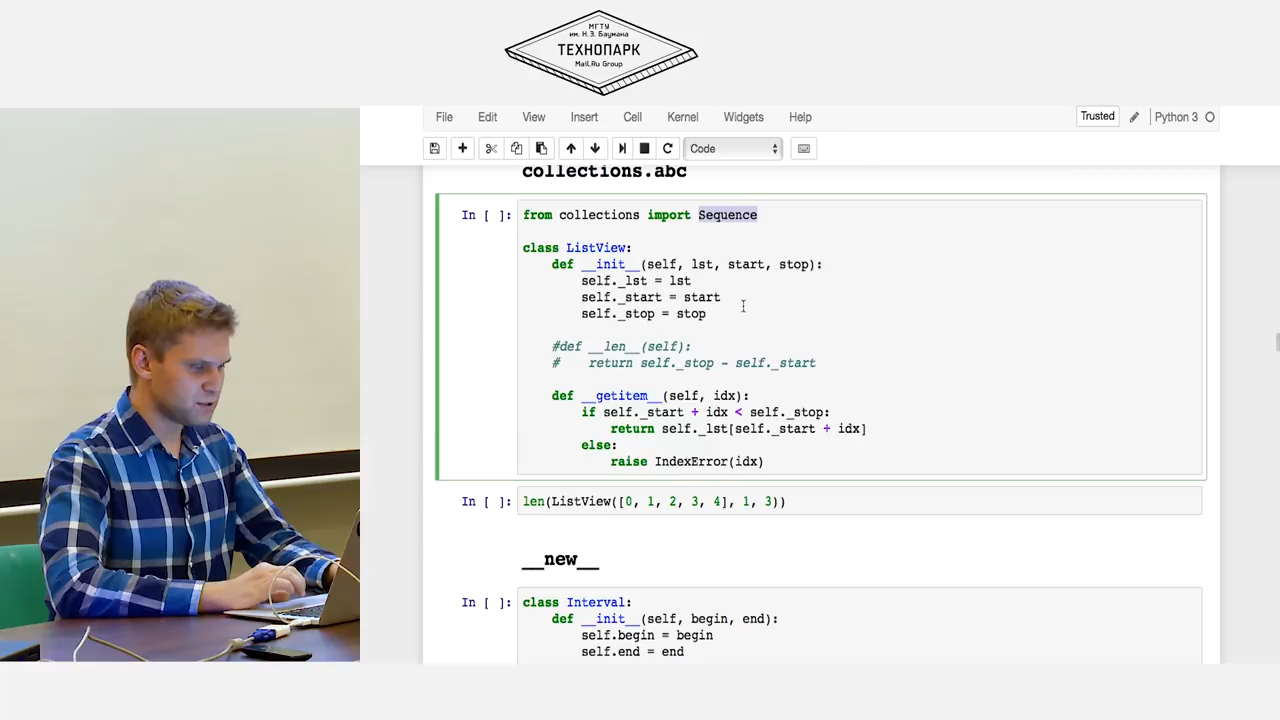 МГТУ
им. Н.Э. Баумана
ТЕХНОПАРК
Mail.Ru Group
File Edit View Insert Cell Kernel Widgets Help Trusted Python 3
Code
collections.abc
In [ ]: from collections import Sequence
class ListView:
    def __init__(self, lst, start, stop):
        self._lst = lst
        self._start = start
        self._stop = stop
    #def __len__(self):
    #    return self._stop - self._start
    def __getitem__(self, idx):
        if self._start + idx < self._stop:
            return self._lst[self._start + idx]
        else:
            raise IndexError(idx)
In [ ]: len(ListView([0, 1, 2, 3, 4], 1, 3))
__new__
In [ ]: class Interval:
    def __init__(self, begin, end):
        self.begin = begin
        self.end = end